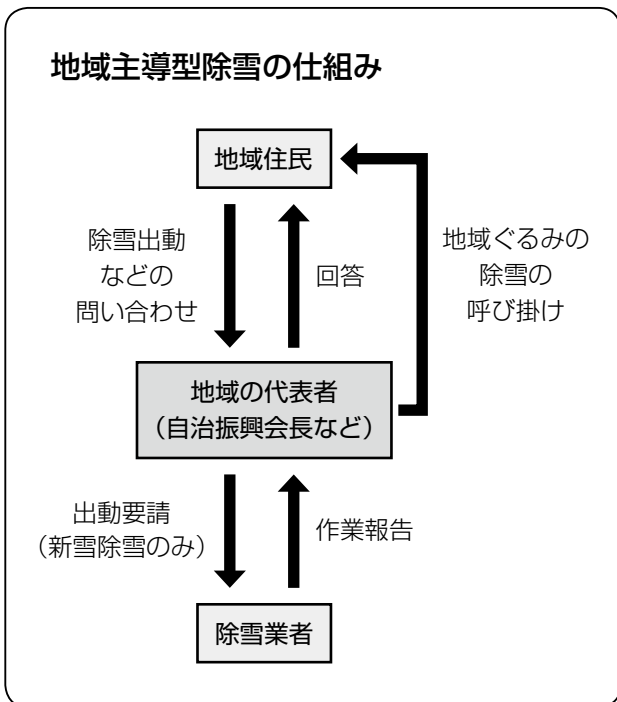 地域主導型除雪の仕組み
地域住民
除雪出動
などの
問い合わせ
回答
地域ぐるみの
除雪の
呼び掛け
地域の代表者
（自治振興会長など）
出動要請
（新雪除雪のみ）
作業報告
除雪業者